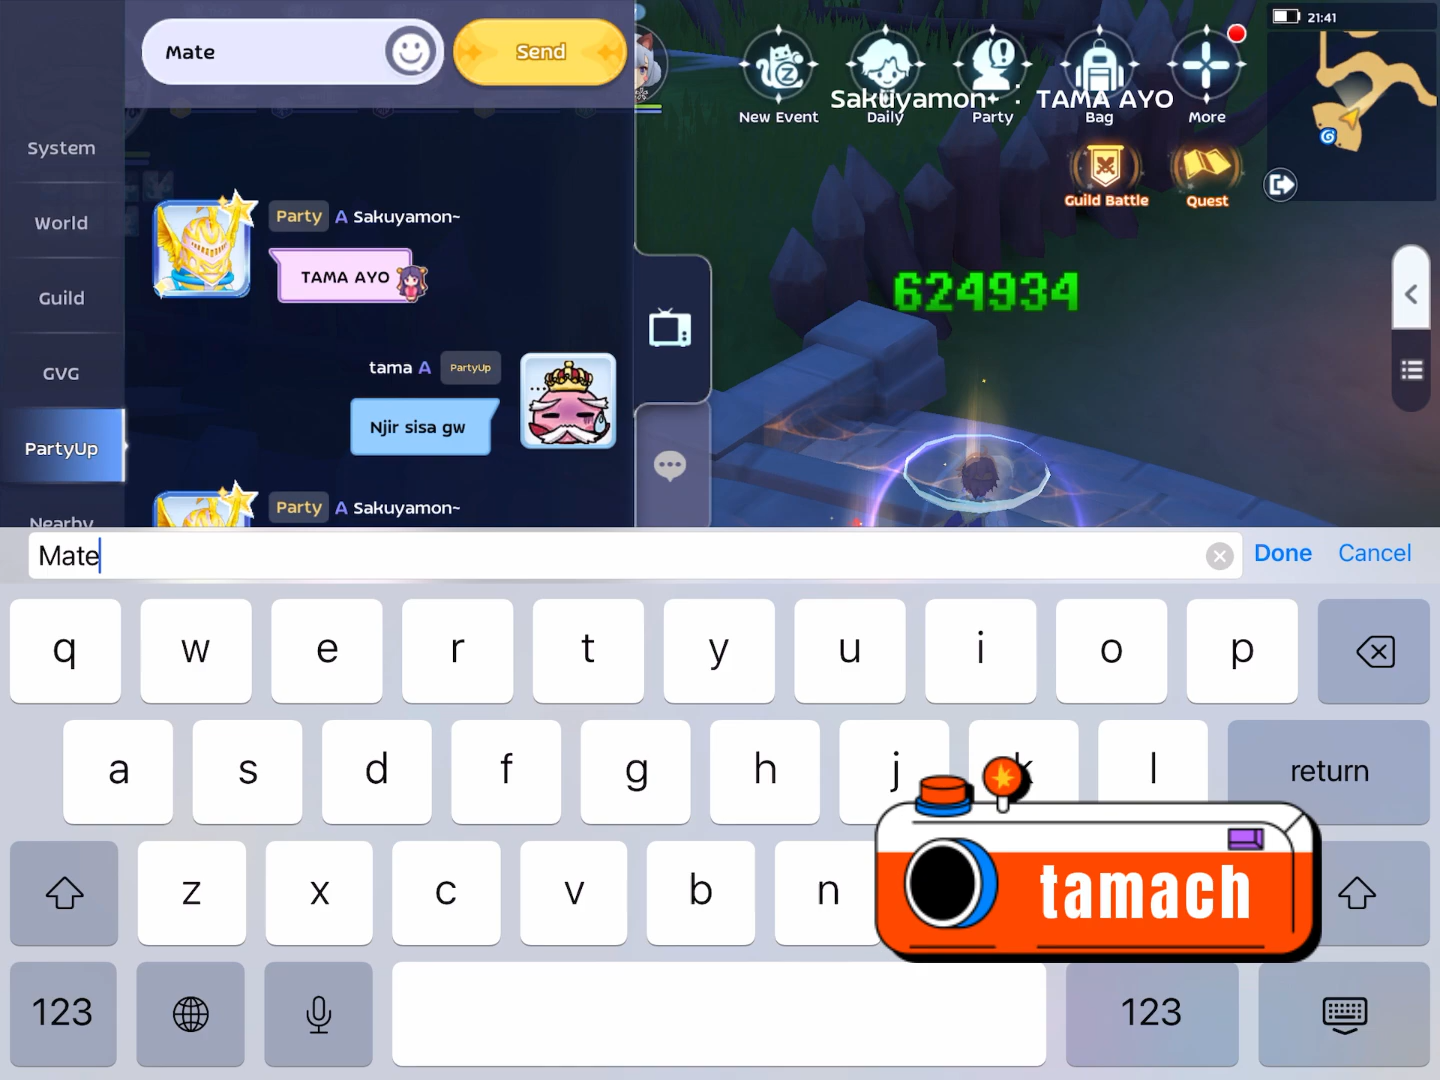 Mate
Send
System
World
Guild
GVG
PartyUp
Nearby
Party A Sakuyamon~
TAMA AYO
tama A PartyUp
Njir sisa gw
Party A Sakuyamon~
New Event
Daily
Party
Bag
More
Sakuyamon~ : TAMA AYO
Guild Battle
Quest
21:41
624934
Mate
Done
Cancel
q w e r t y u i o p
a s d f g h j k l
return
z x c v b n
123
123
tamach